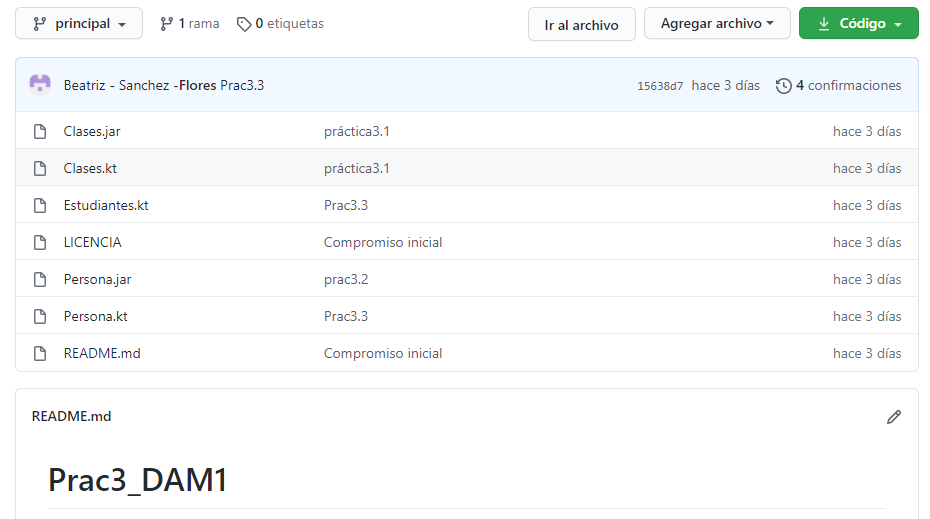 principal 1 rama 0 etiquetas Ir al archivo Agregar archivo Código
Beatriz - Sanchez -Flores Prac3.3 15638d7 hace 3 días 4 confirmaciones
Clases.jar práctica3.1 hace 3 días
Clases.kt práctica3.1 hace 3 días
Estudiantes.kt Prac3.3 hace 3 días
LICENCIA Compromiso inicial hace 3 días
Persona.jar prac3.2 hace 3 días
Persona.kt Prac3.3 hace 3 días
README.md Compromiso inicial hace 3 días
README.md
Prac3_DAM1